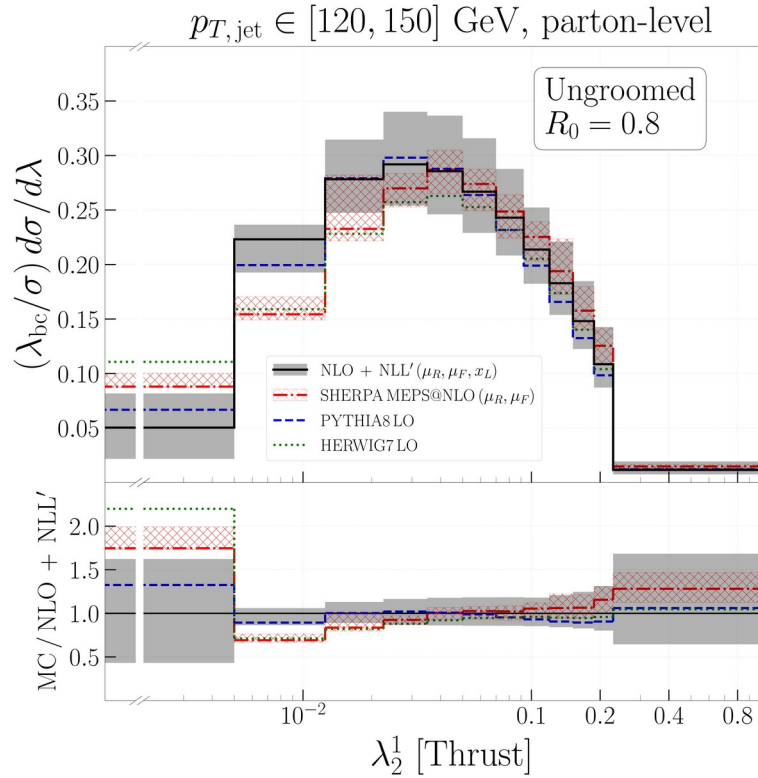 p_{T,jet} ∈ [120, 150] GeV, parton-level
(λ_bc/σ) dσ/dλ
0.35
0.30
0.25
0.20
0.15
0.10
0.05
Ungroomed
R_0 = 0.8
NLO + NLL′(μ_R, μ_F, x_L)
SHERPA MEPS@NLO (μ_R, μ_F)
PYTHIA8 LO
HERWIG7 LO
MC / NLO + NLL′
2.0
1.5
1.0
0.5
10^{-2} 0.1 0.2 0.4 0.8
λ^1_2 [Thrust]